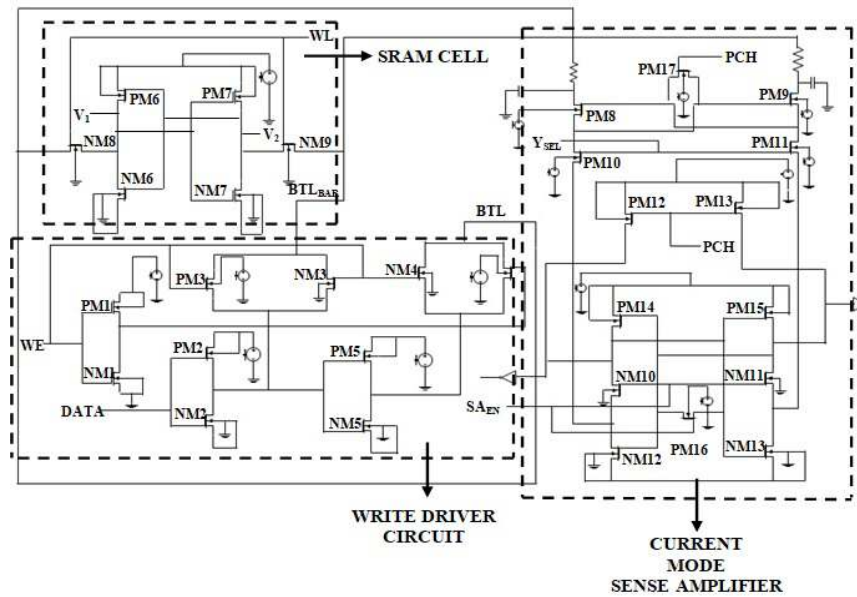 WL
SRAM CELL
PCH
PM17
PM6
PM7
PM9
V1
V2
PM8
NM8
NM9
YSEL
PM11
PM10
NM6
NM7
BTLBAR
PM12
PM13
BTL
PCH
PM3
NM3
NM4
PM1
PM14
PM15
WE
PM2
PM5
NM1
NM10
NM11
DATA
NM2
NM5
SAEN
PM16
NM12
NM13
WRITE DRIVER
CIRCUIT
CURRENT
MODE
SENSE AMPLIFIER